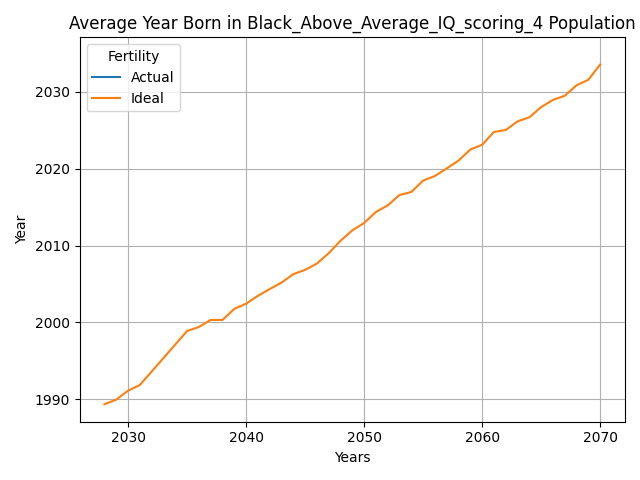 Average Year Born in Black_Above_Average_IQ_scoring_4 Population
Fertility
Actual
Ideal
Year
2030
2020
2010
2000
1990
2030 2040 2050 2060 2070
Years